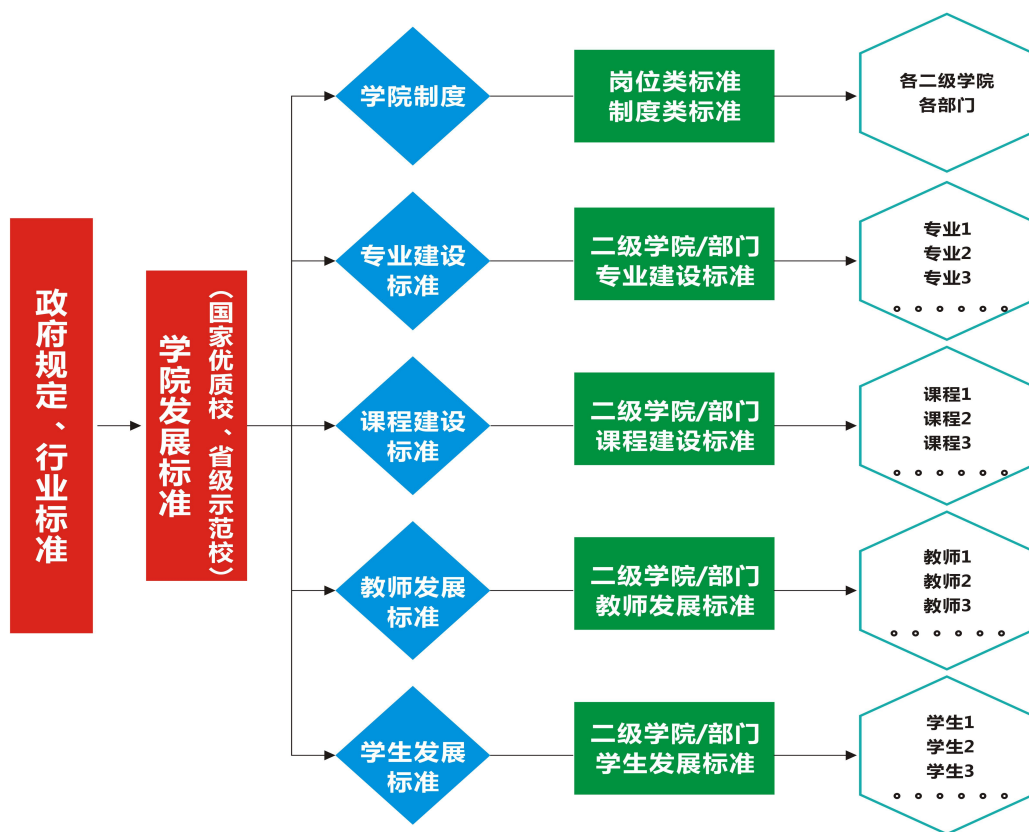 政府规定、行业标准
学院发展标准
（国家优质校、省级示范校）
学院制度
岗位类标准
制度类标准
各二级学院
各部门
专业建设
标准
二级学院/部门
专业建设标准
专业1
专业2
专业3
课程建设
标准
二级学院/部门
课程建设标准
课程1
课程2
课程3
教师发展
标准
二级学院/部门
教师发展标准
教师1
教师2
教师3
学生发展
标准
二级学院/部门
学生发展标准
学生1
学生2
学生3